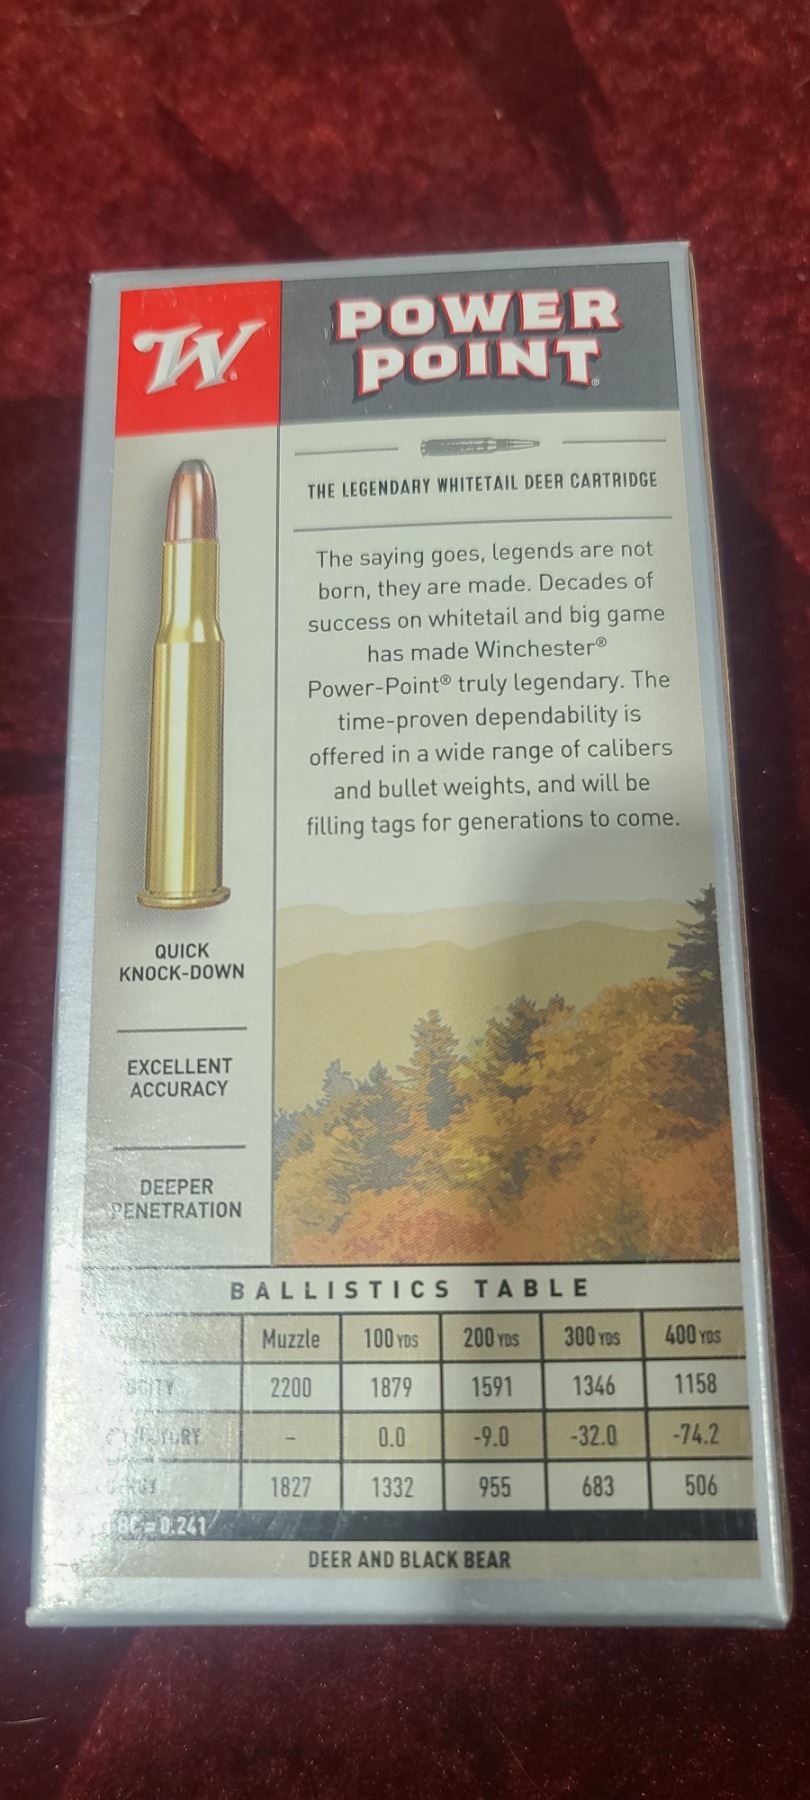 W®
POWER
POINT®
THE LEGENDARY WHITETAIL DEER CARTRIDGE
The saying goes, legends are not
born, they are made. Decades of
success on whitetail and big game
has made Winchester®
Power-Point® truly legendary. The
time-proven dependability is
offered in a wide range of calibers
and bullet weights, and will be
filling tags for generations to come.
QUICK
KNOCK-DOWN
EXCELLENT
ACCURACY
DEEPER
PENETRATION
BALLISTICS TABLE
Muzzle 100 YDS 200 YDS 300 YDS 400 YDS
2200 1879 1591 1346 1158
- 0.0 -9.0 -32.0 -74.2
1827 1332 955 683 506
BC = 0.241
DEER AND BLACK BEAR